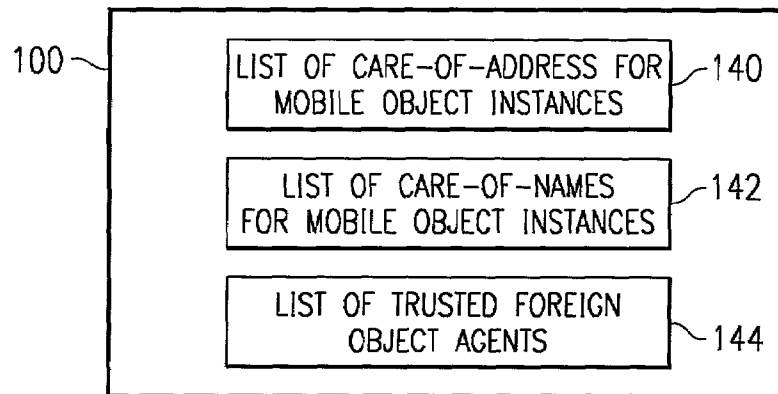 100
LIST OF CARE-OF-ADDRESS FOR
MOBILE OBJECT INSTANCES
140
LIST OF CARE-OF-NAMES
FOR MOBILE OBJECT INSTANCES
142
LIST OF TRUSTED FOREIGN
OBJECT AGENTS
144